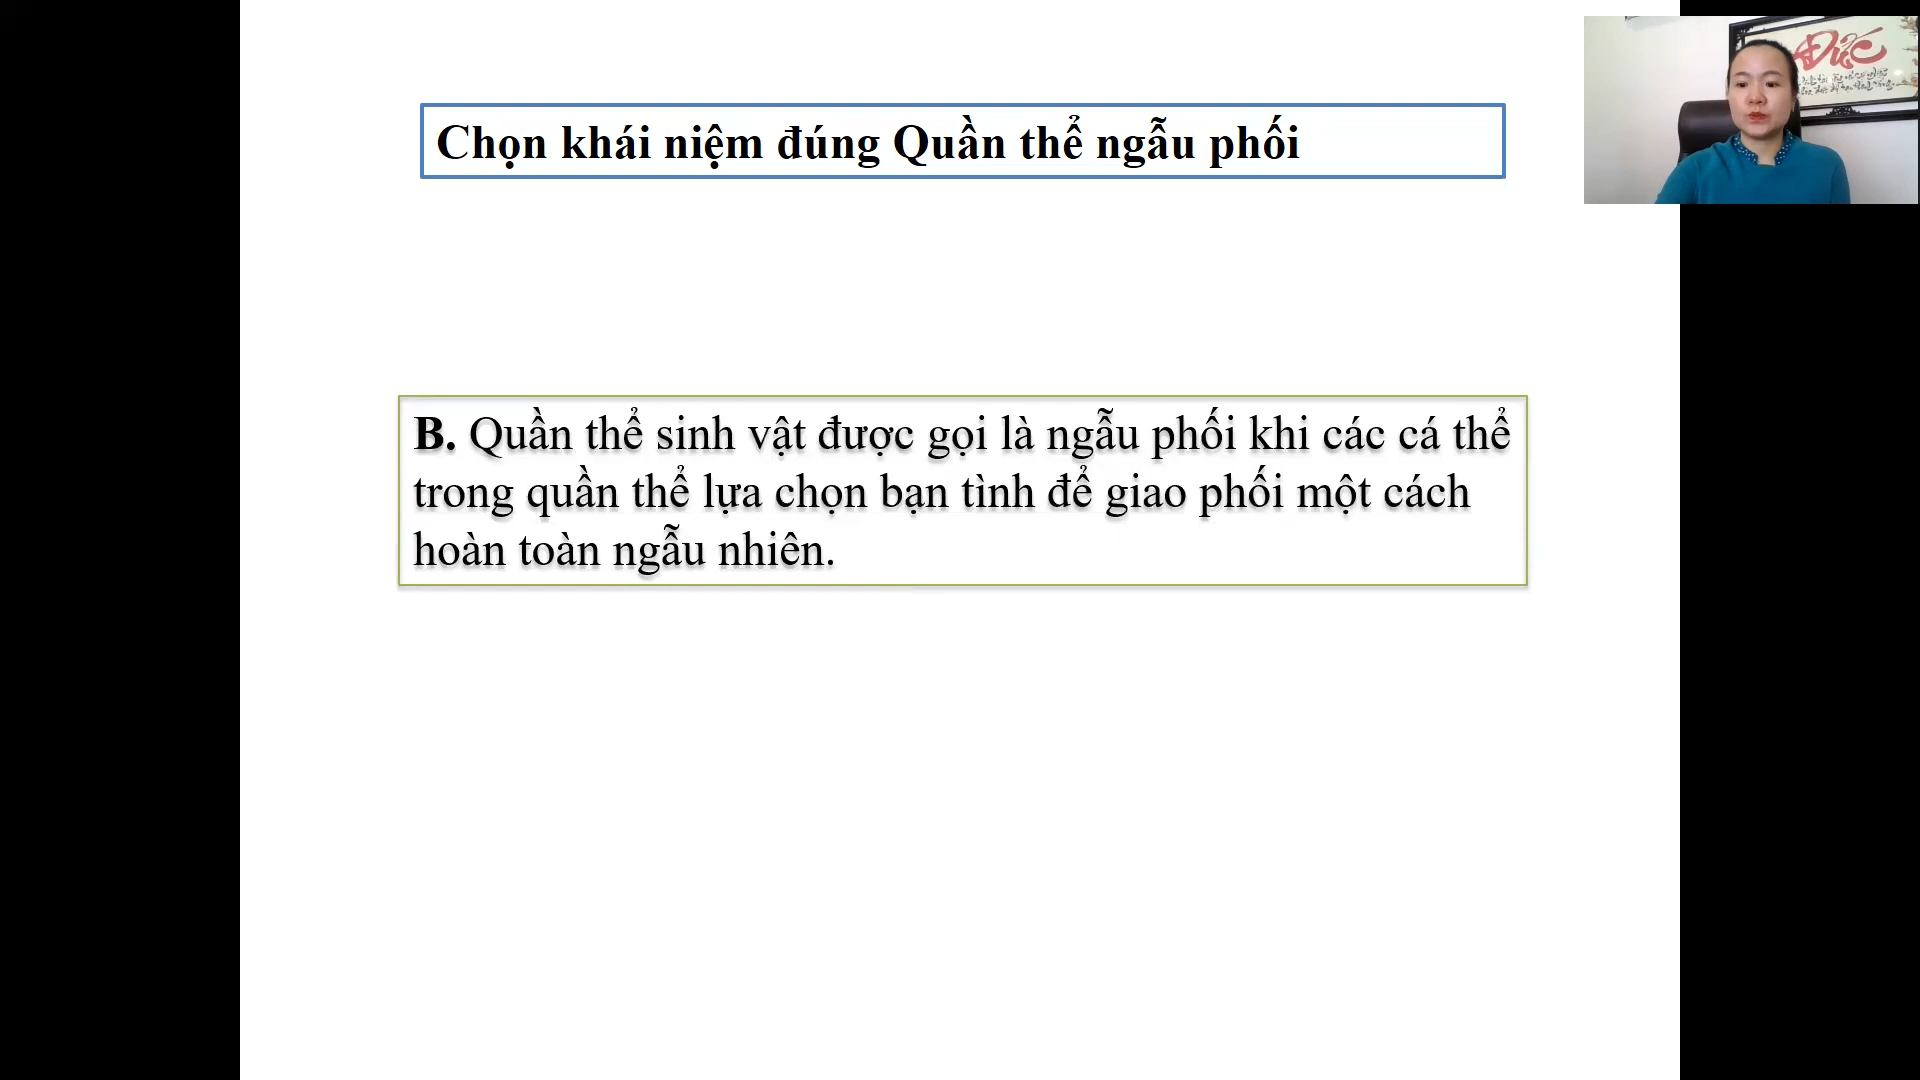 Chọn khái niệm đúng Quần thể ngẫu phối
B. Quần thể sinh vật được gọi là ngẫu phối khi các cá thể
trong quần thể lựa chọn bạn tình để giao phối một cách
hoàn toàn ngẫu nhiên.
Đức